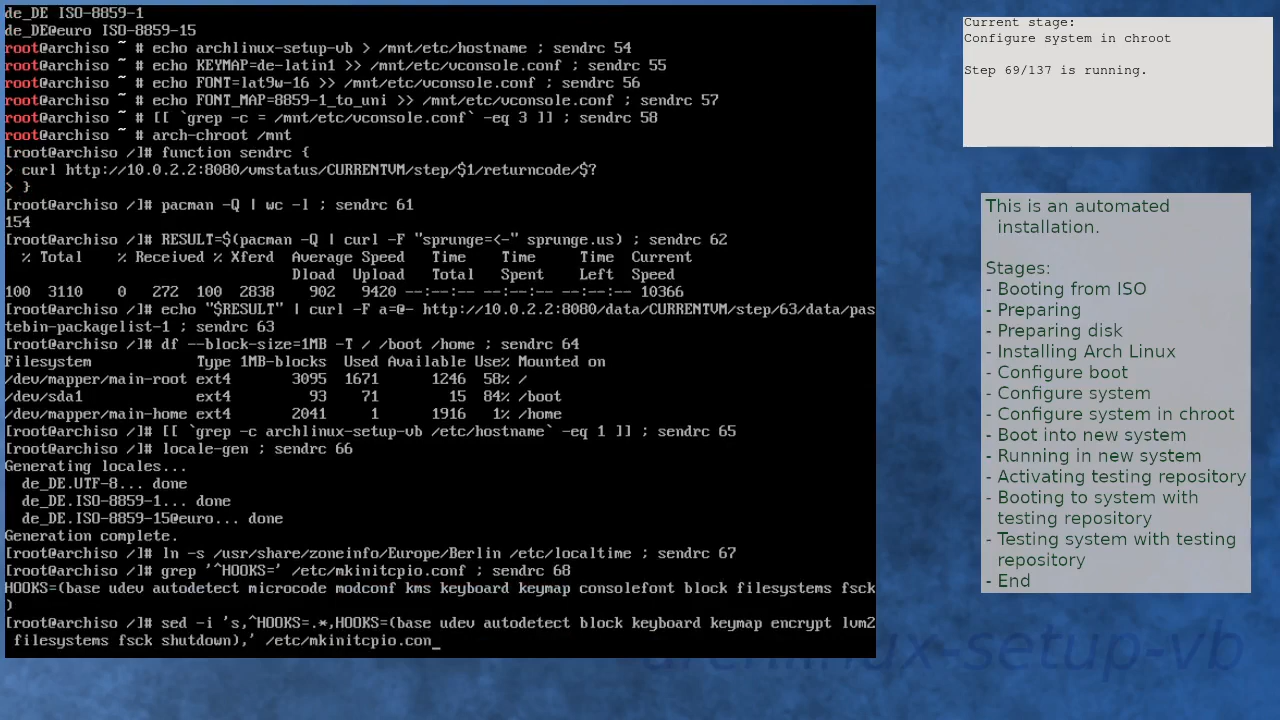 de_DE ISO-8859-1
de_DE@euro ISO-8859-15
root@archiso ~ # echo archlinux-setup-vb > /mnt/etc/hostname ; sendrc 54
root@archiso ~ # echo KEYMAP=de-latin1 >> /mnt/etc/vconsole.conf ; sendrc 55
root@archiso ~ # echo FONT=lat9w-16 >> /mnt/etc/vconsole.conf ; sendrc 56
root@archiso ~ # echo FONT_MAP=8859-1_to_uni >> /mnt/etc/vconsole.conf ; sendrc 57
root@archiso ~ # [[ `grep -c = /mnt/etc/vconsole.conf` -eq 3 ]] ; sendrc 58
root@archiso ~ # arch-chroot /mnt
[root@archiso /]# function sendrc {
> curl http://10.0.2.2:8080/vmstatus/CURRENTVM/step/$1/returncode/$?
> }
[root@archiso /]# pacman -Q | wc -l ; sendrc 61
154
[root@archiso /]# RESULT=$(pacman -Q | curl -F "sprunge=<-" sprunge.us) ; sendrc 62
% Total % Received % Xferd Average Speed Time Time Time Current
Dload Upload Total Spent Left Speed
100 3110 0 272 100 2838 902 9420 --:--:-- --:--:-- --:--:-- 10366
[root@archiso /]# echo "$RESULT" | curl -F a=@- http://10.0.2.2:8080/data/CURRENTVM/step/63/data/pas
tebin-packagelist-1 ; sendrc 63
[root@archiso /]# df --block-size=1MB -T / /boot /home ; sendrc 64
Filesystem Type 1MB-blocks Used Available Use% Mounted on
/dev/mapper/main-root ext4 3095 1671 1246 58% /
/dev/sda1 ext4 93 71 15 84% /boot
/dev/mapper/main-home ext4 2041 1 1916 1% /home
[root@archiso /]# [[ `grep -c archlinux-setup-vb /etc/hostname` -eq 1 ]] ; sendrc 65
[root@archiso /]# locale-gen ; sendrc 66
Generating locales...
de_DE.UTF-8... done
de_DE.ISO-8859-1... done
de_DE.ISO-8859-15@euro... done
Generation complete.
[root@archiso /]# ln -s /usr/share/zoneinfo/Europe/Berlin /etc/localtime ; sendrc 67
[root@archiso /]# grep '^HOOKS=' /etc/mkinitcpio.conf ; sendrc 68
HOOKS=(base udev autodetect microcode modconf kms keyboard keymap consolefont block filesystems fsck
)
[root@archiso /]# sed -i 's,^HOOKS=.*,HOOKS=(base udev autodetect block keyboard keymap encrypt lvm2
filesystems fsck shutdown),' /etc/mkinitcpio.con_
Current stage:
Configure system in chroot
Step 69/137 is running.
This is an automated
installation.
Stages:
- Booting from ISO
- Preparing
- Preparing disk
- Installing Arch Linux
- Configure boot
- Configure system
- Configure system in chroot
- Boot into new system
- Running in new system
- Activating testing repository
- Booting to system with
testing repository
- Testing system with testing
repository
- End
archlinux-setup-vb